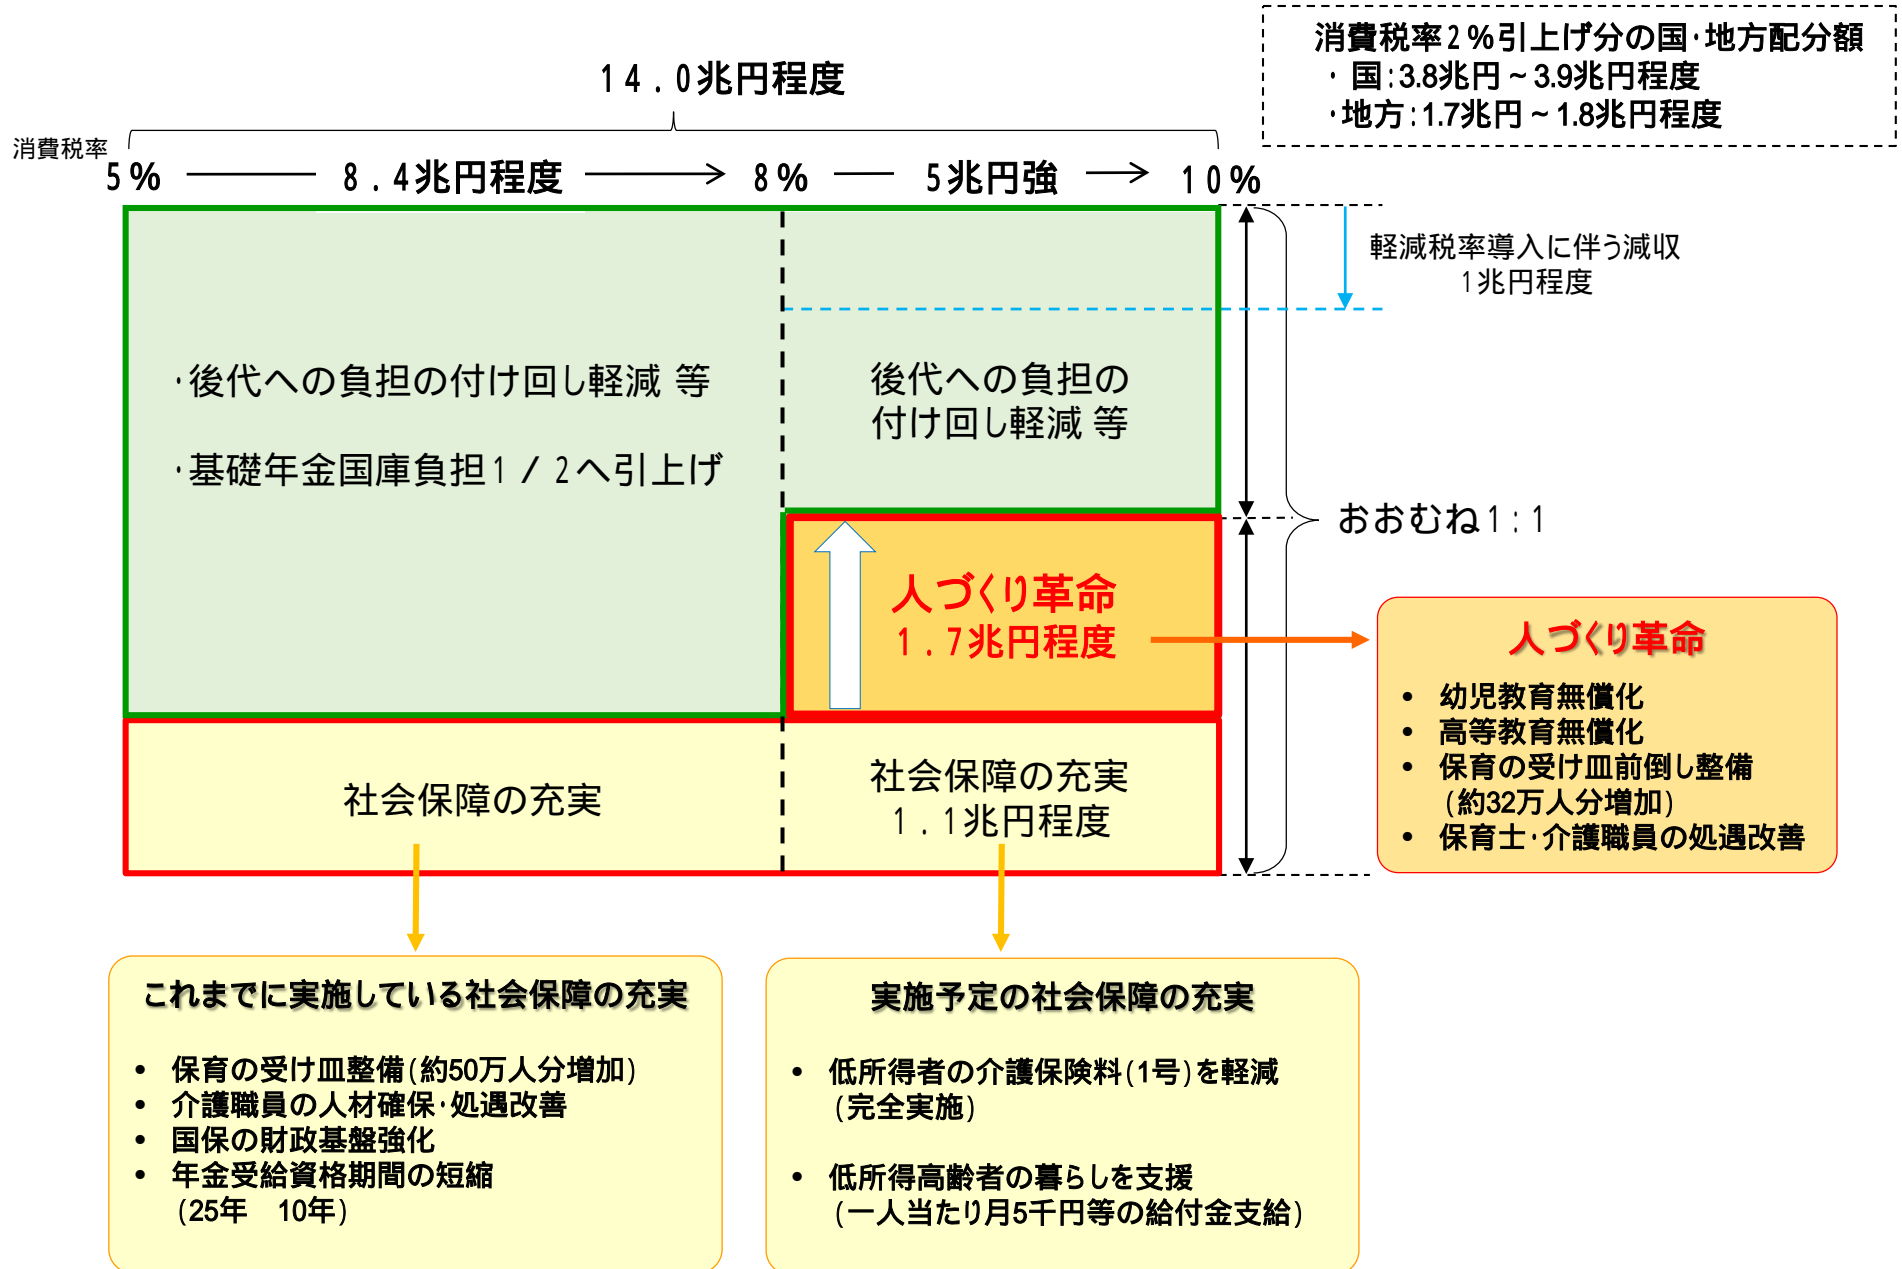 消費税率2%引上げ分の国・地方配分額
・ 国:3.8兆円~3.9兆円程度
・地方:1.7兆円~1.8兆円程度
14.0兆円程度
消費税率
5% 8.4兆円程度 8% 5兆円強 10%
軽減税率導入に伴う減収
1兆円程度
・後代への負担の付け回し軽減 等
・基礎年金国庫負担1/2へ引上げ
後代への負担の
付け回し軽減 等
おおむね1:1
人づくり革命
1.7兆円程度
人づくり革命
• 幼児教育無償化
• 高等教育無償化
• 保育の受け皿前倒し整備
(約32万人分増加)
• 保育士・介護職員の処遇改善
社会保障の充実
社会保障の充実
1.1兆円程度
これまでに実施している社会保障の充実
• 保育の受け皿整備(約50万人分増加)
• 介護職員の人材確保・処遇改善
• 国保の財政基盤強化
• 年金受給資格期間の短縮
(25年 10年)
実施予定の社会保障の充実
• 低所得者の介護保険料(1号)を軽減
(完全実施)
• 低所得高齢者の暮らしを支援
(一人当たり月5千円等の給付金支給)